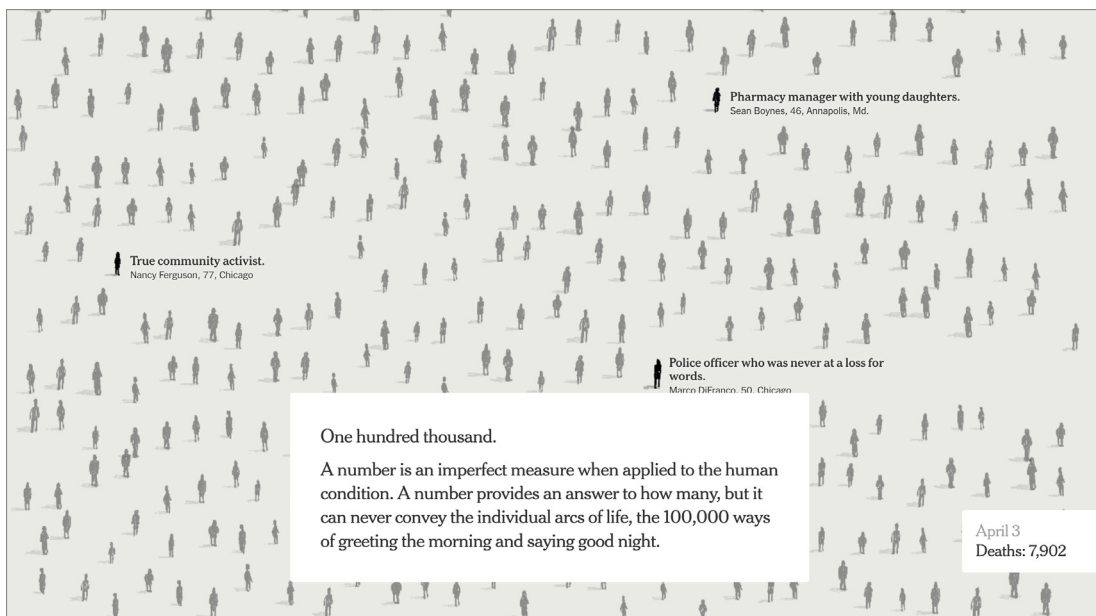 Pharmacy manager with young daughters.
Sean Boynes, 46, Annapolis, Md.
True community activist.
Nancy Ferguson, 77, Chicago
Police officer who was never at a loss for
words.
Marco DiFranco, 50, Chicago
One hundred thousand.
A number is an imperfect measure when applied to the human
condition. A number provides an answer to how many, but it
can never convey the individual arcs of life, the 100,000 ways
of greeting the morning and saying good night.
April 3
Deaths: 7,902